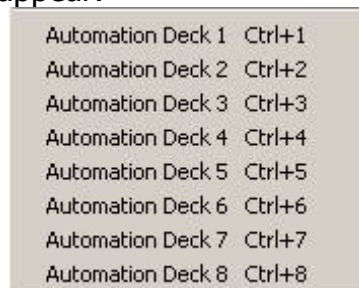 appear.
Automation Deck 1 Ctrl+1
Automation Deck 2 Ctrl+2
Automation Deck 3 Ctrl+3
Automation Deck 4 Ctrl+4
Automation Deck 5 Ctrl+5
Automation Deck 6 Ctrl+6
Automation Deck 7 Ctrl+7
Automation Deck 8 Ctrl+8